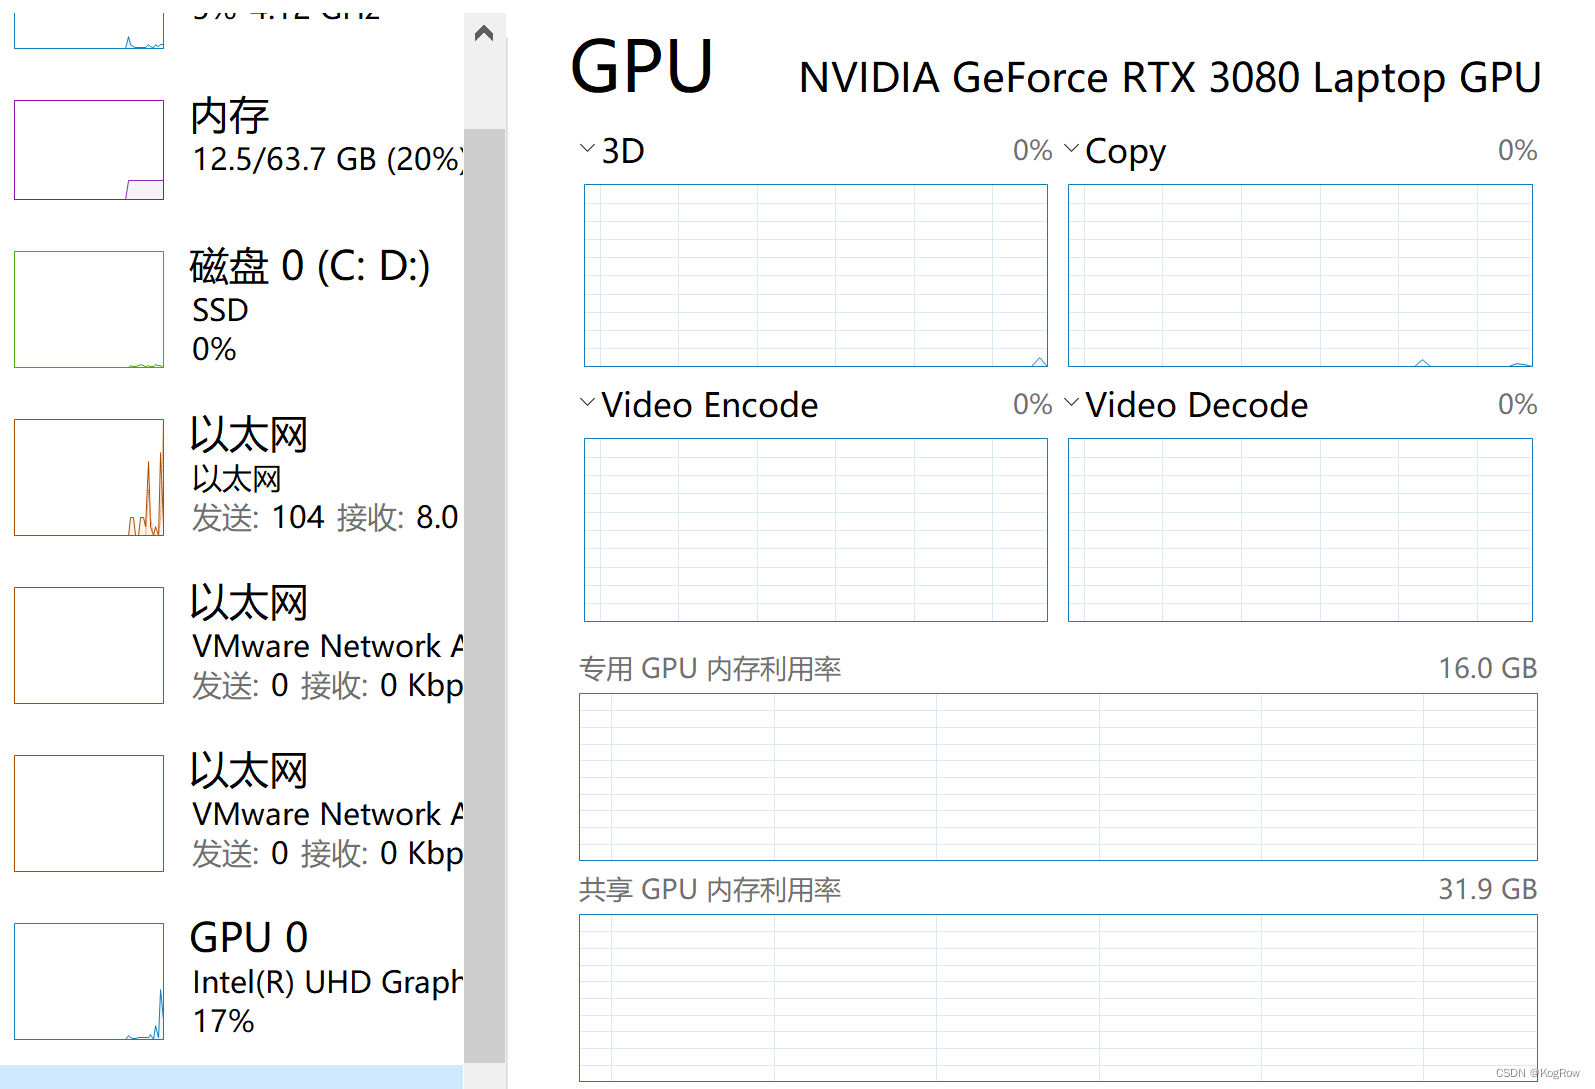 5% 4.12 GHz
内存
12.5/63.7 GB (20%)
磁盘 0 (C: D:)
SSD
0%
以太网
以太网
发送: 104 接收: 8.0
以太网
VMware Network A
发送: 0 接收: 0 Kbp
以太网
VMware Network A
发送: 0 接收: 0 Kbp
GPU 0
Intel(R) UHD Graph
17%
GPU
NVIDIA GeForce RTX 3080 Laptop GPU
3D 0%
Copy 0%
Video Encode 0%
Video Decode 0%
专用 GPU 内存利用率 16.0 GB
共享 GPU 内存利用率 31.9 GB
CSDN @KogRow